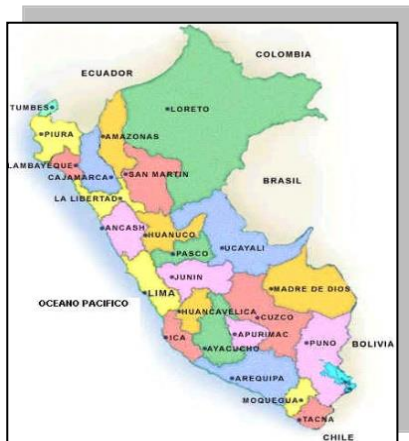 COLOMBIA
ECUADOR
TUMBES
LORETO
PIURA
AMAZONAS
LAMBAYEQUE
SAN MARTIN
CAJAMARCA
BRASIL
LA LIBERTAD
ANCASH
HUANUCO
UCAYALI
PASCO
JUNIN
MADRE DE DIOS
LIMA
OCEANO PACIFICO
HUANCAVELICA
CUZCO
ICA
APURIMAC
PUNO
BOLIVIA
AYACUCHO
AREQUIPA
MOQUEGUA
TACNA
CHILE